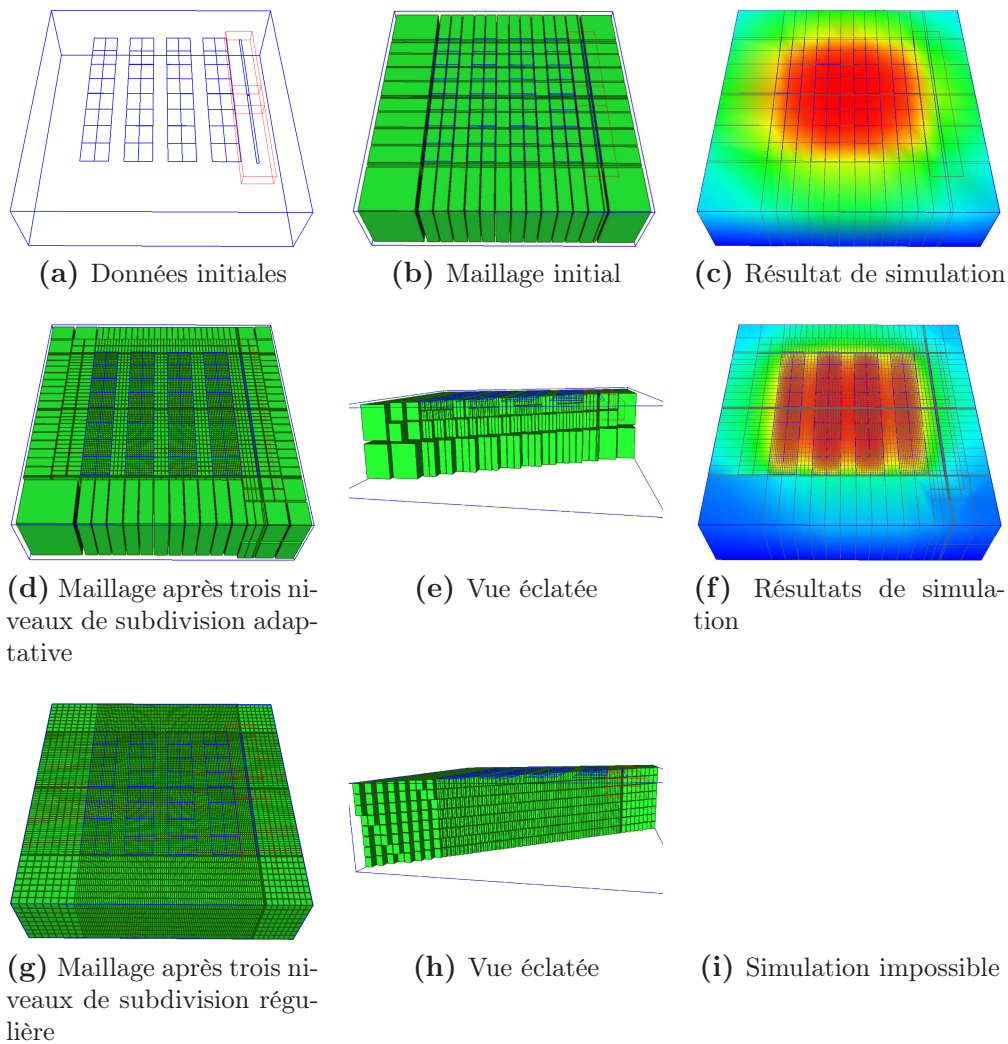 (a) Données initiales
(b) Maillage initial
(c) Résultat de simulation
(d) Maillage après trois ni-
veaux de subdivision adap-
tative
(e) Vue éclatée
(f) Résultats de simula-
tion
(g) Maillage après trois ni-
veaux de subdivision régu-
lière
(h) Vue éclatée
(i) Simulation impossible